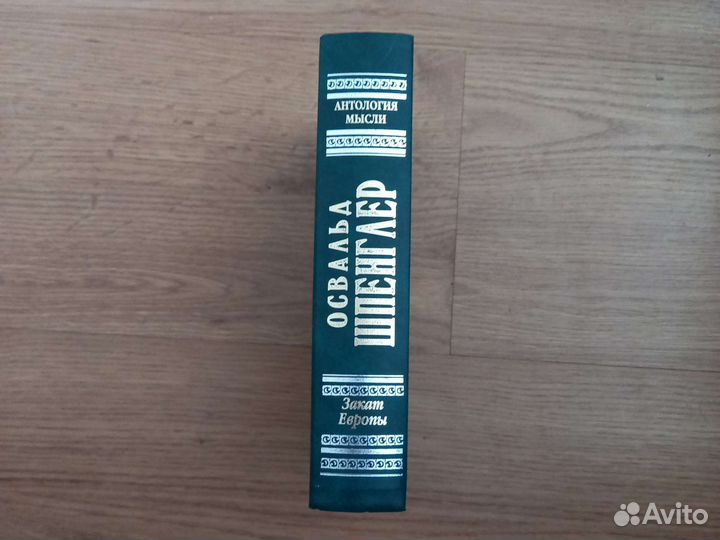 АНТОЛОГИЯ
МЫСЛИ
ОСВАЛЬД
ШПЕНГЛЕР
Закат
Европы
Avito